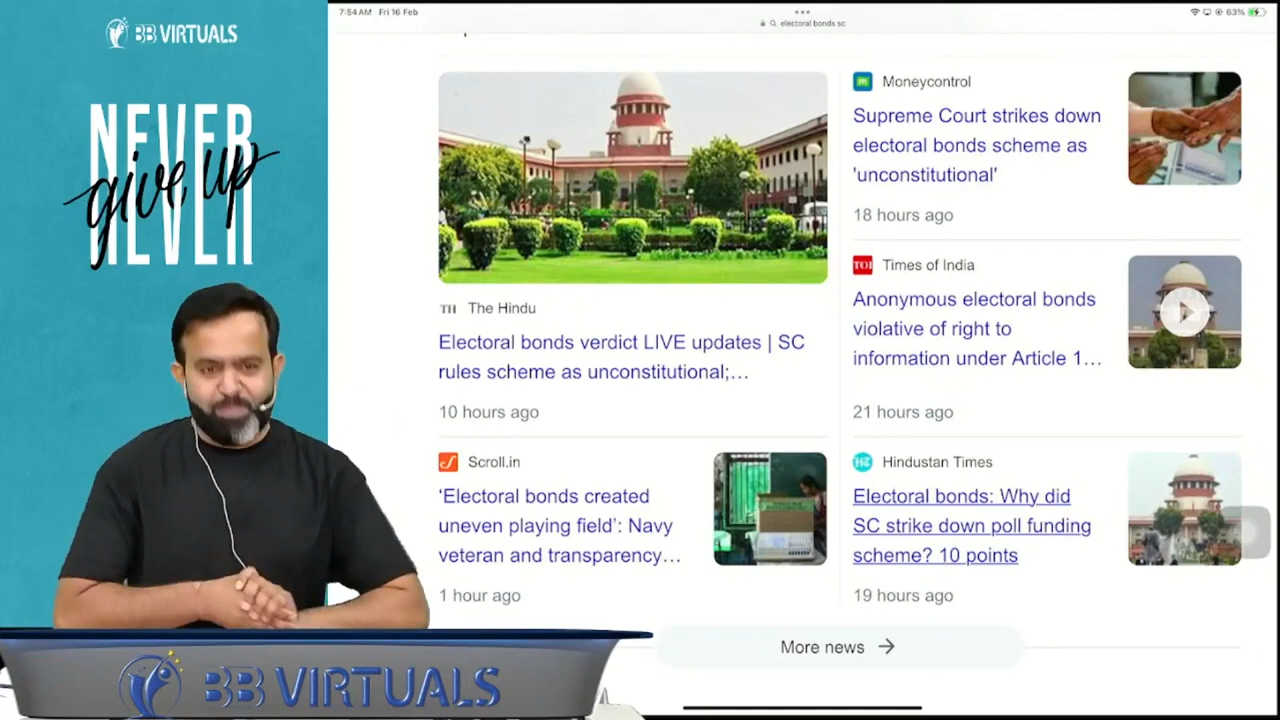 BB VIRTUALS
NEVER
give up
NEVER
7:54 AM Fri 16 Feb
electoral bonds sc
63%
TH The Hindu
Electoral bonds verdict LIVE updates | SC
rules scheme as unconstitutional;…
10 hours ago
Scroll.in
‘Electoral bonds created
uneven playing field’: Navy
veteran and transparency…
1 hour ago
m Moneycontrol
Supreme Court strikes down
electoral bonds scheme as
'unconstitutional'
18 hours ago
TOI Times of India
Anonymous electoral bonds
violative of right to
information under Article 1…
21 hours ago
Hindustan Times
Electoral bonds: Why did
SC strike down poll funding
scheme? 10 points
19 hours ago
More news →
BB VIRTUALS